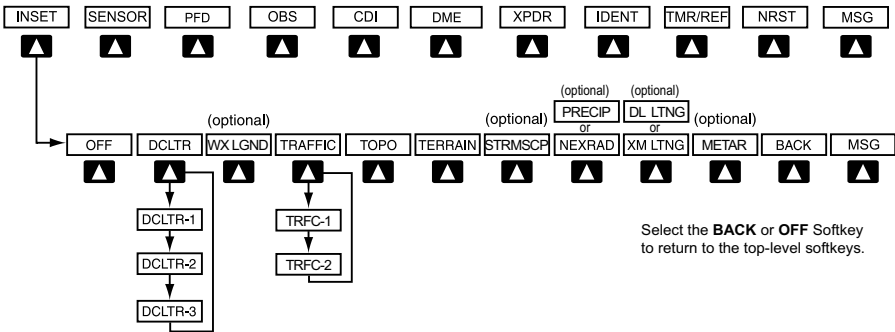 INSET SENSOR PFD OBS CDI DME XPDR IDENT TMR/REF NRST MSG
(optional) (optional)
PRECIP DL LTNG
(optional) (optional) or or (optional)
OFF DCLTR WX LGND TRAFFIC TOPO TERRAIN STRMSCP NEXRAD XM LTNG METAR BACK MSG
DCLTR-1 TRFC-1
DCLTR-2 TRFC-2
DCLTR-3
Select the BACK or OFF Softkey
to return to the top-level softkeys.